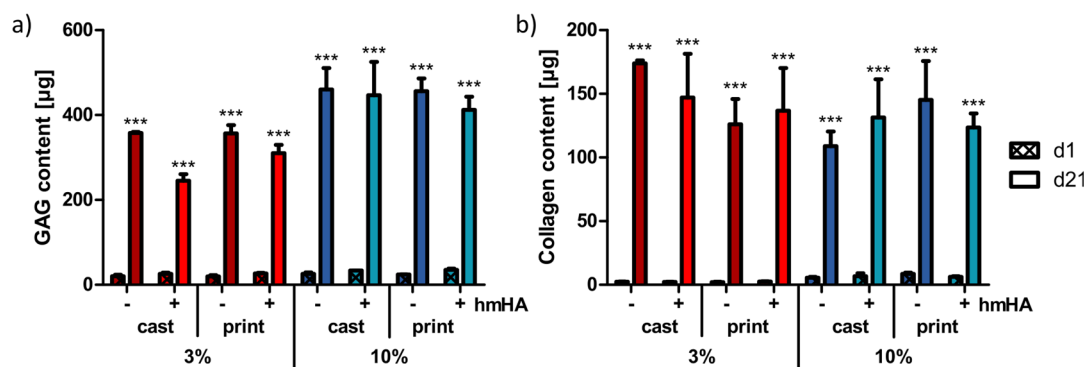 a)
GAG content [µg]
600
400
200
0
*** *** *** *** *** *** *** ***
- + - + - + - + hmHA
cast print cast print
3% 10%
b)
Collagen content [µg]
200
150
100
50
0
*** *** *** *** *** *** *** ***
- + - + - + - + hmHA
cast print cast print
3% 10%
d1
d21